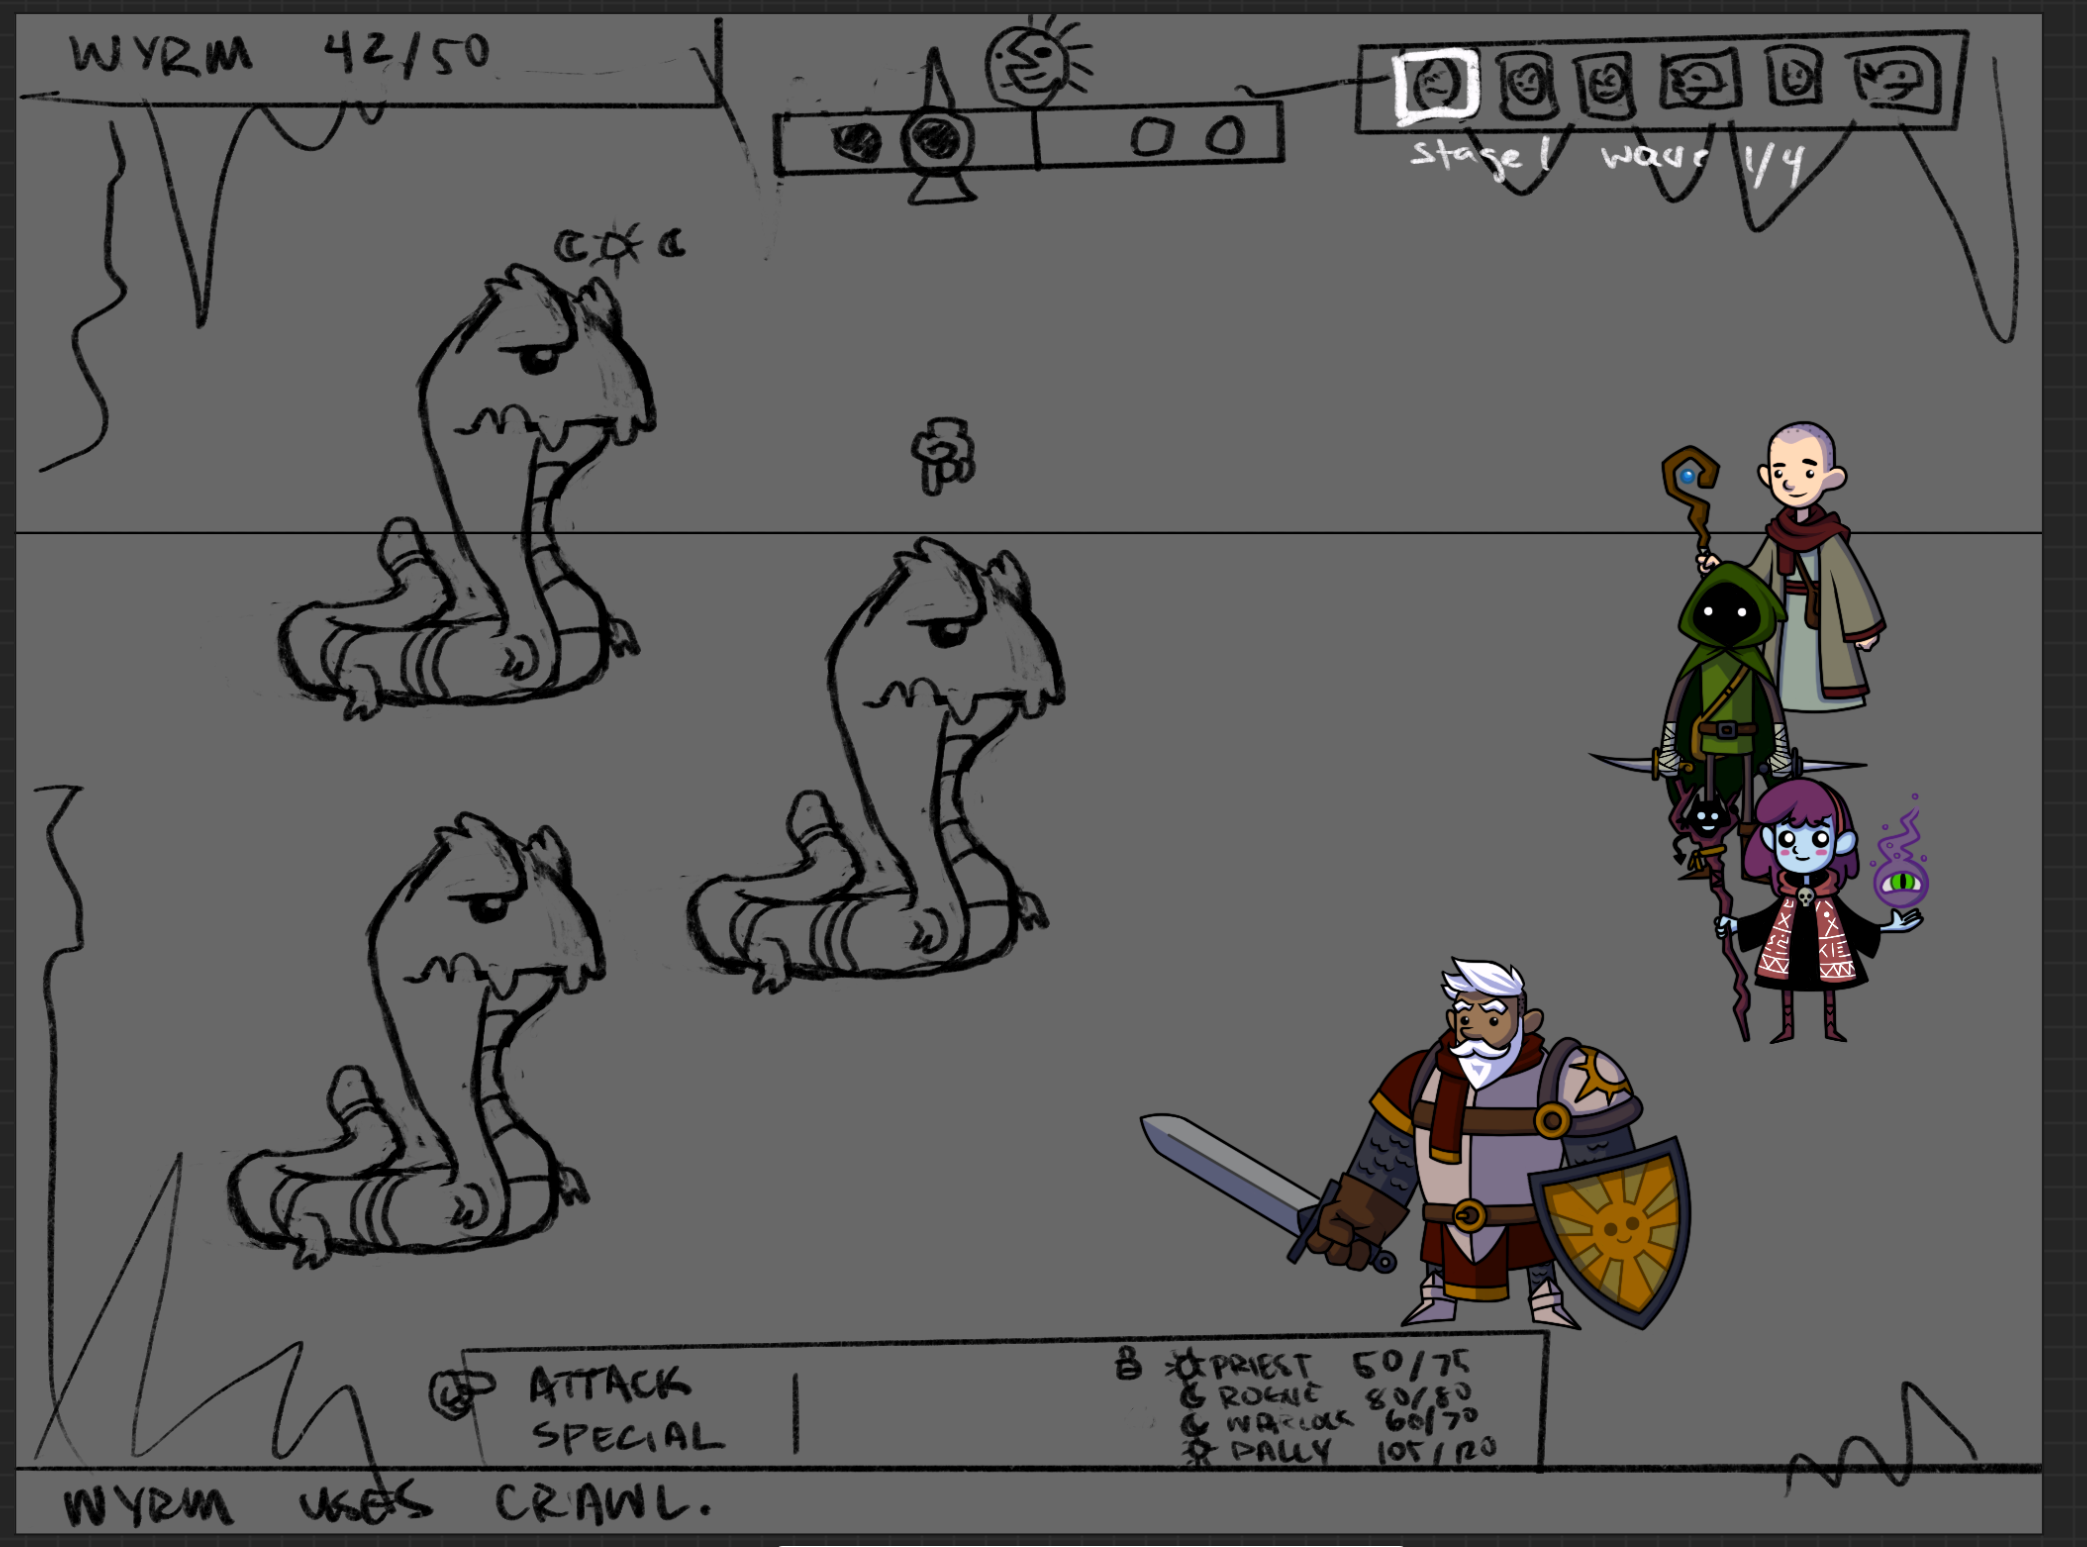 WYRM 42/50
stage 1 wave 1/4
ATTACK
SPECIAL
PRIEST 50/75
ROGUE 80/80
WARLOCK 60/70
PALLY 105/120
WYRM USES CRAWL.